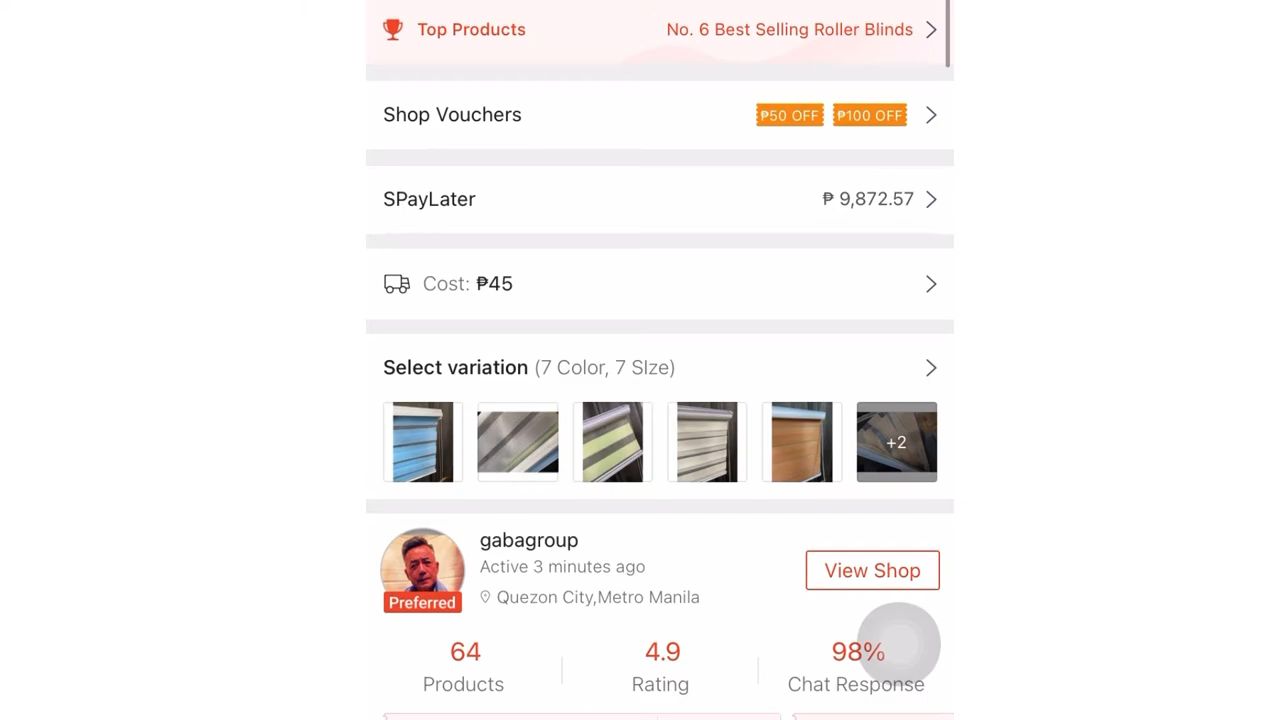 Top Products No. 6 Best Selling Roller Blinds
Shop Vouchers ₱50 OFF ₱100 OFF
SPayLater ₱ 9,872.57
Cost: ₱45
Select variation (7 Color, 7 SIze)
+2
gabagroup
Active 3 minutes ago
View Shop
Preferred
Quezon City,Metro Manila
64 4.9 98%
Products Rating Chat Response